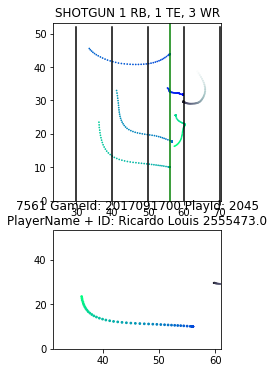 SHOTGUN 1 RB, 1 TE, 3 WR
50
40
30
20
10
0
30 40 50 60 70
7561 GameId: 2017091700 PlayId: 2045
PlayerName + ID: Ricardo Louis 2555473.0
40
20
0
40 50 60